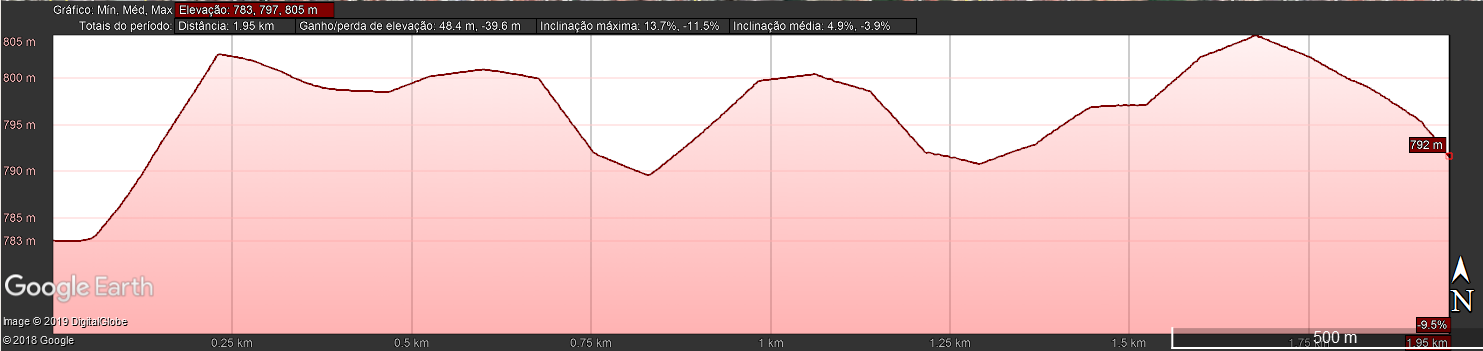 Gráfico: Mín. Méd, Max Elevação: 783, 797, 805 m
Totais do período: Distância: 1.95 km Ganho/perda de elevação: 48.4 m, -39.6 m Inclinação máxima: 13.7%, -11.5% Inclinação média: 4.9%, -3.9%
805 m
800 m
795 m
792 m
790 m
785 m
783 m
Google Earth
N
Image © 2019 DigitalGlobe
-9.5%
500 m
© 2018 Google
0.25 km 0.5 km 0.75 km 1 km 1.25 km 1.5 km 1.75 km 1.95 km